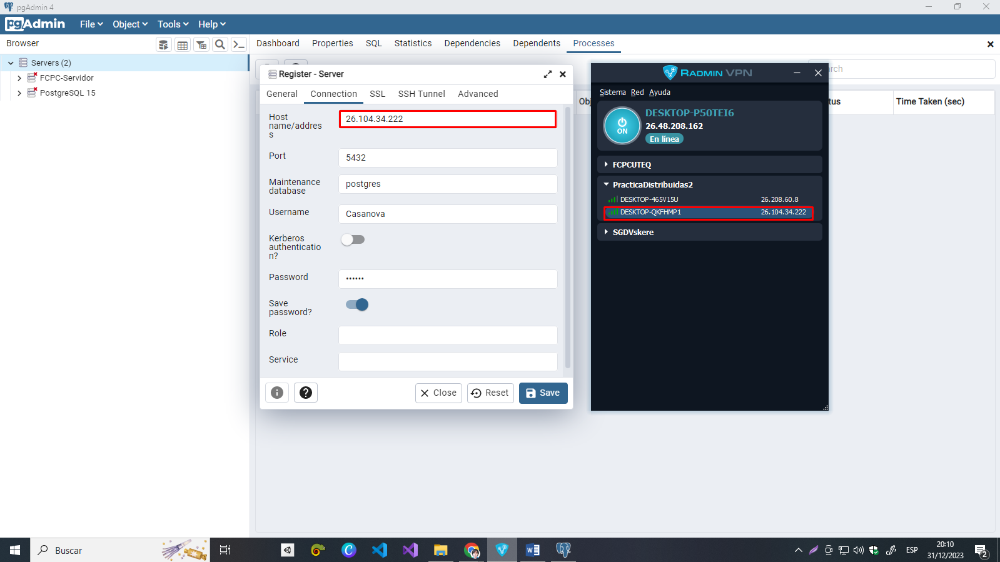 pgAdmin 4
pgAdmin File Object Tools Help
Browser
Dashboard Properties SQL Statistics Dependencies Dependents Processes
Servers (2)
FCPC-Servidor
PostgreSQL 15
Register - Server
General Connection SSL SSH Tunnel Advanced
Host
name/addres
s
26.104.34.222
Port
5432
Maintenance
database
postgres
Username
Casanova
Kerberos
authenticatio
n?
Password
••••••
Save
password?
Role
Service
Close Reset Save
RADMIN VPN
Sistema Red Ayuda
ON
DESKTOP-P50TEI6
26.48.208.162
En línea
FCPCUTEQ
PracticaDistribuidas2
DESKTOP-465V15U 26.208.60.8
DESKTOP-QKFHMP1 26.104.34.222
SGDVskere
arch
Obj
tus
Time Taken (sec)
Buscar
ESP
20:10
31/12/2023
2